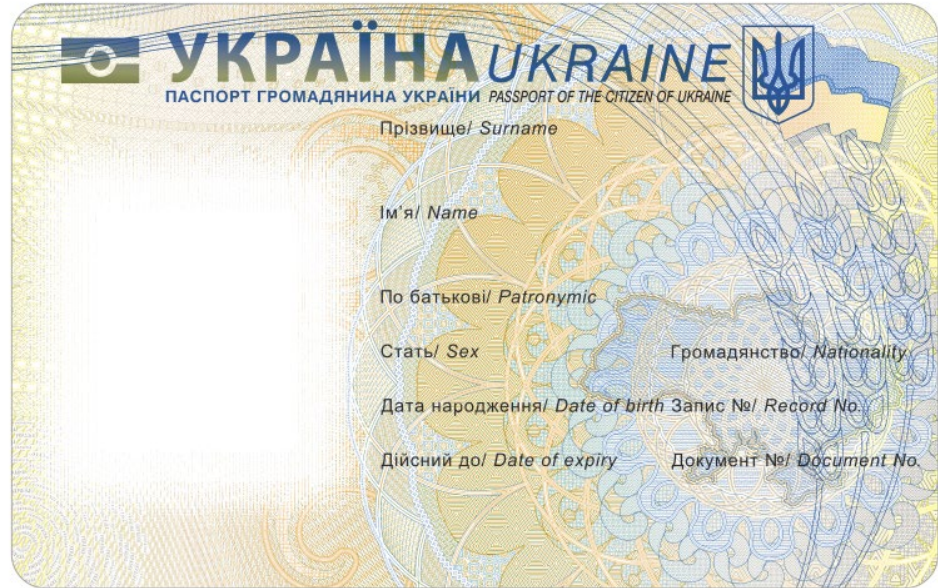 УКРАЇНА UKRAINE
ПАСПОРТ ГРОМАДЯНИНА УКРАЇНИ PASSPORT OF THE CITIZEN OF UKRAINE
Прізвище/ Surname
Ім'я/ Name
По батькові/ Patronymic
Стать/ Sex Громадянство/ Nationality
Дата народження/ Date of birth Запис №/ Record No.
Дійсний до/ Date of expiry Документ №/ Document No.